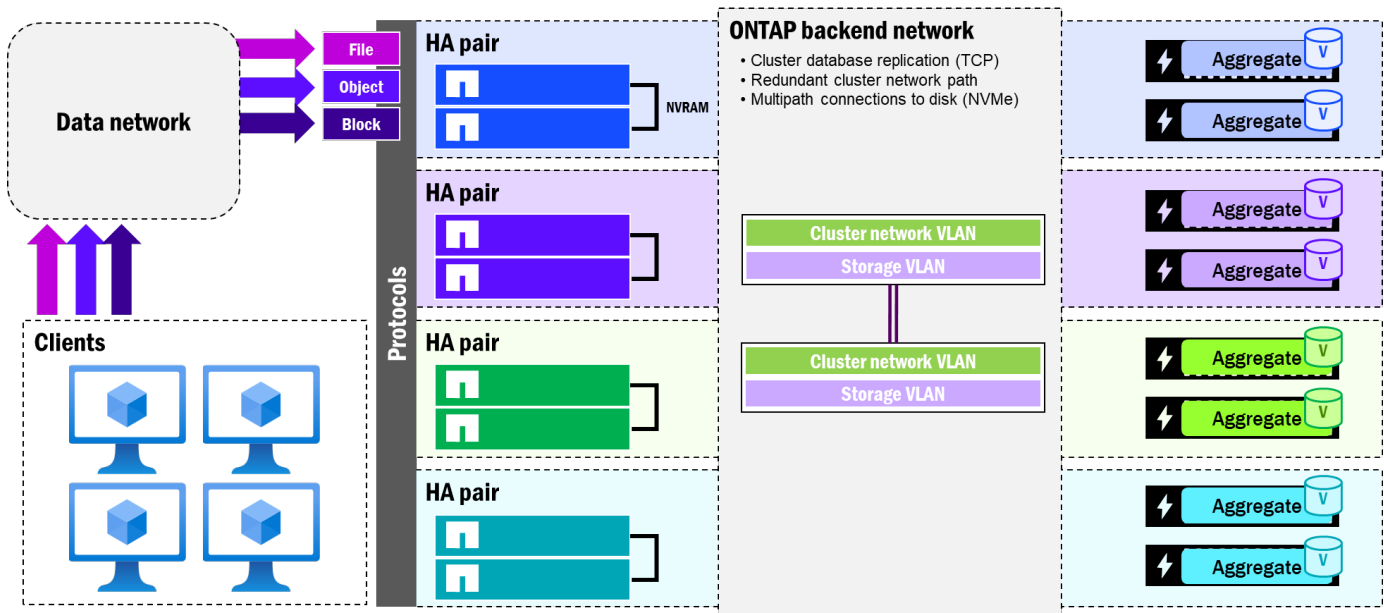 Data network
File
Object
Block
Clients
Protocols
HA pair
NVRAM
HA pair
HA pair
HA pair
ONTAP backend network
• Cluster database replication (TCP)
• Redundant cluster network path
• Multipath connections to disk (NVMe)
Cluster network VLAN
Storage VLAN
Cluster network VLAN
Storage VLAN
Aggregate
V
Aggregate
V
Aggregate
V
Aggregate
V
Aggregate
V
Aggregate
V
Aggregate
V
Aggregate
V